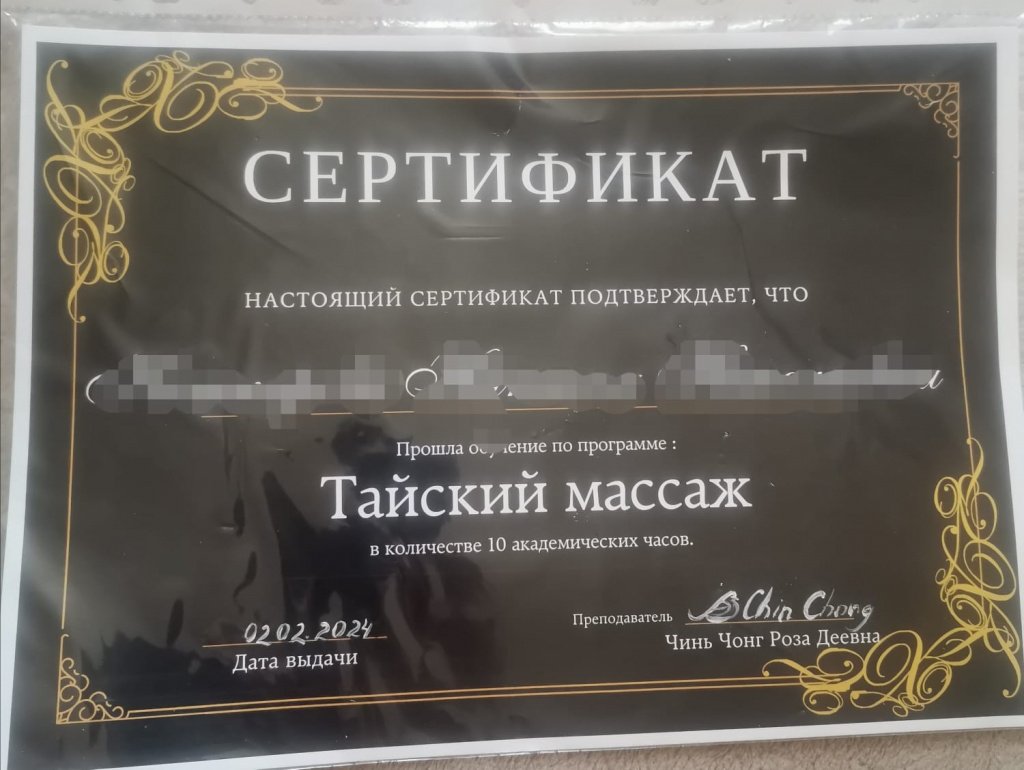 СЕРТИФИКАТ
НАСТОЯЩИЙ СЕРТИФИКАТ ПОДТВЕРЖДАЕТ, ЧТО
Прошла обучение по программе :
Тайский массаж
в количестве 10 академических часов.
02.02.2024
Дата выдачи
Преподаватель Chin Chong
Чинь Чонг Роза Деевна